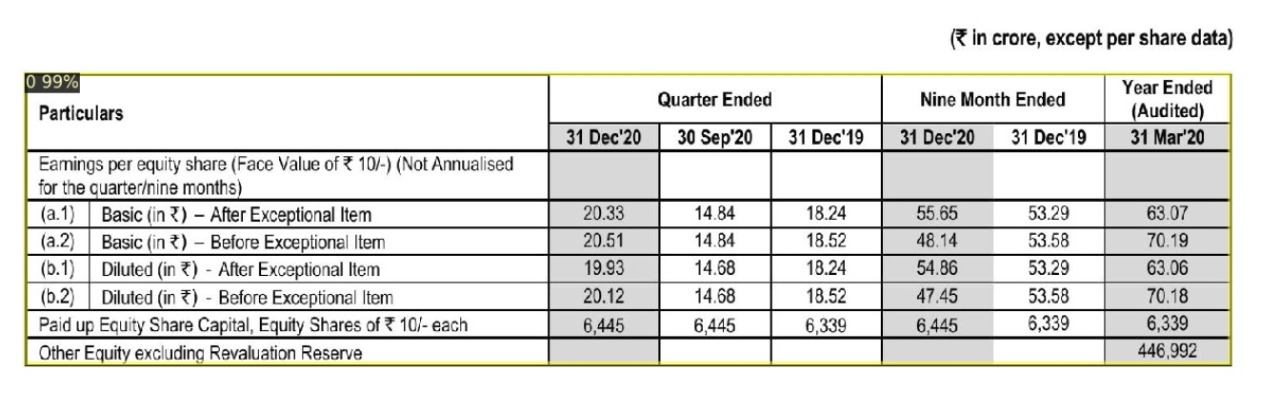 (₹ in crore, except per share data)
0 99%
Particulars Quarter Ended Nine Month Ended Year Ended (Audited)
31 Dec'20 30 Sep'20 31 Dec'19 31 Dec'20 31 Dec'19 31 Mar'20
Earnings per equity share (Face Value of ₹ 10/-) (Not Annualised
for the quarter/nine months)
(a.1) Basic (in ₹) – After Exceptional Item 20.33 14.84 18.24 55.65 53.29 63.07
(a.2) Basic (in ₹) – Before Exceptional Item 20.51 14.84 18.52 48.14 53.58 70.19
(b.1) Diluted (in ₹) - After Exceptional Item 19.93 14.68 18.24 54.86 53.29 63.06
(b.2) Diluted (in ₹) - Before Exceptional Item 20.12 14.68 18.52 47.45 53.58 70.18
Paid up Equity Share Capital, Equity Shares of ₹ 10/- each 6,445 6,445 6,339 6,445 6,339 6,339
Other Equity excluding Revaluation Reserve 446,992